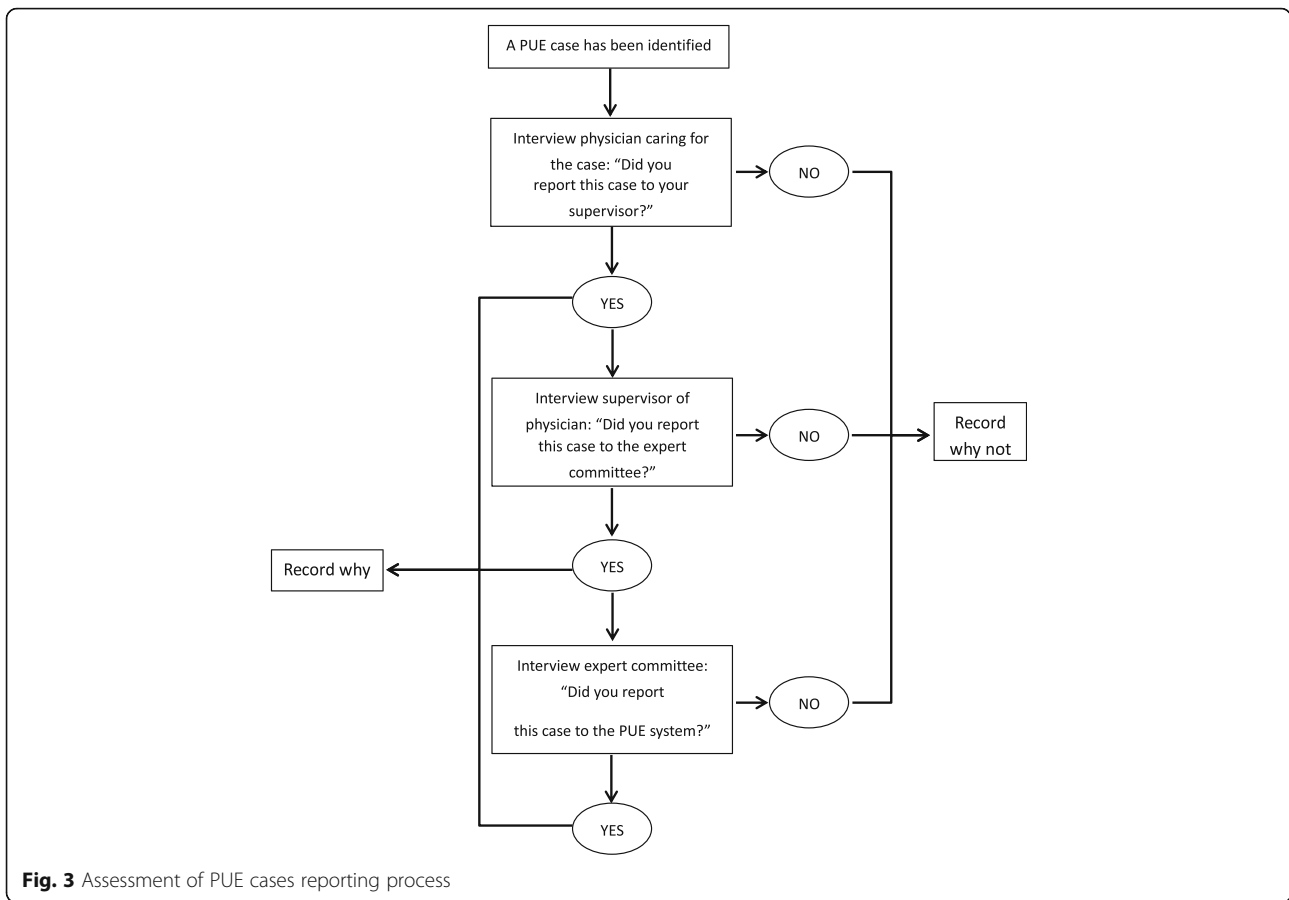 A PUE case has been identified
Interview physician caring for
the case: “Did you
report this case to your
supervisor?”
NO
YES
Interview supervisor of
physician: “Did you report
this case to the expert
committee?”
NO
Record
why not
Record why
YES
Interview expert committee:
“Did you report
this case to the PUE system?”
NO
YES
Fig. 3 Assessment of PUE cases reporting process